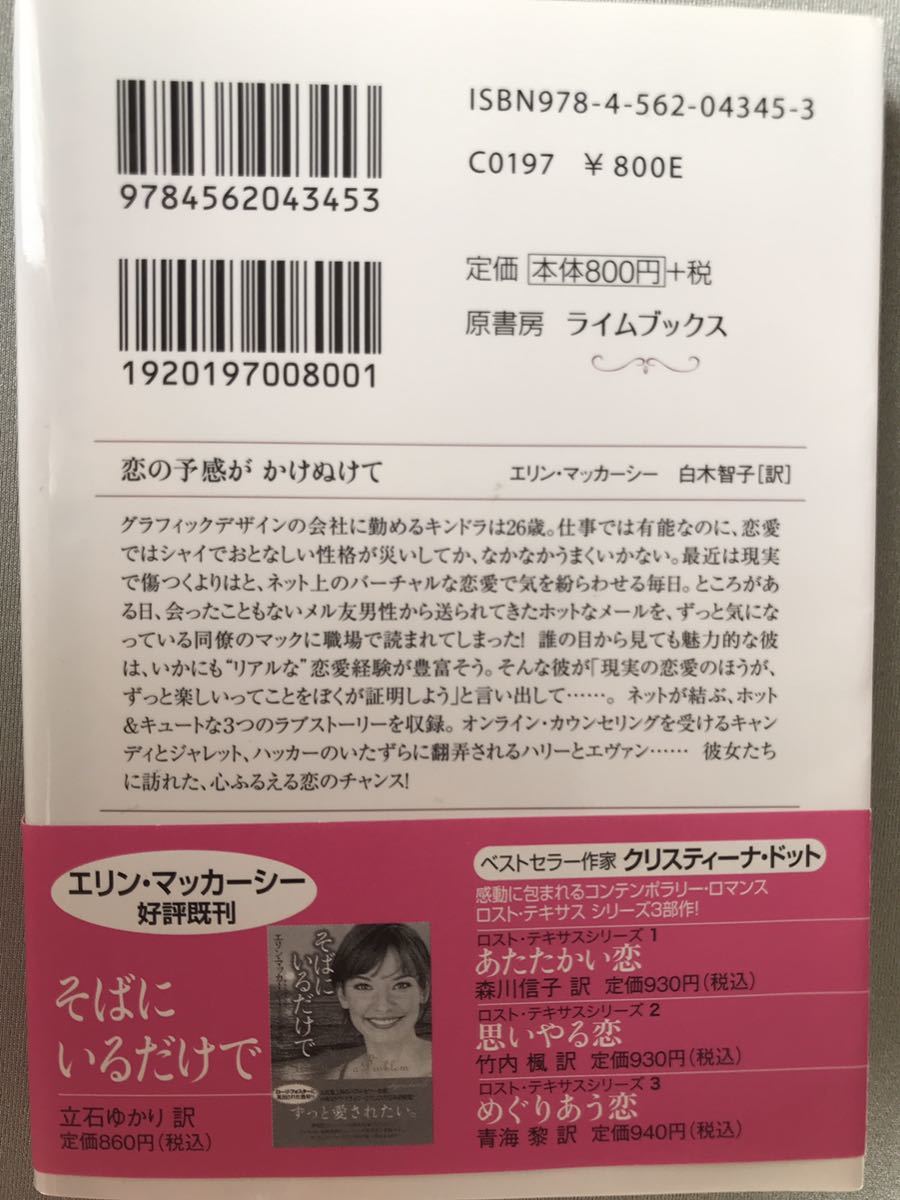 9784562043453
ISBN978-4-562-04345-3
C0197 ¥800E
1920197008001
定価 本体800円+税
原書房 ライムブックス
恋の予感が かけぬけて エリン・マッカーシー 白木智子[訳]
グラフィックデザインの会社に勤めるキンドラは26歳。仕事では有能なのに、恋愛
ではシャイでおとなしい性格が災いしてか、なかなかうまくいかない。最近は現実
で傷つくよりはと、ネット上のバーチャルな恋愛で気を紛らわせる毎日。ところがあ
る日、会ったこともないメル友男性から送られてきたホットなメールを、ずっと気にな
っている同僚のマックに職場で読まれてしまった! 誰の目から見ても魅力的な彼
は、いかにも“リアルな”恋愛経験が豊富そう。そんな彼が「現実の恋愛のほうが、
ずっと楽しいってことをぼくが証明しよう」と言い出して……。 ネットが結ぶ、ホット
&キュートな3つのラブストーリーを収録。オンライン・カウンセリングを受けるキャン
ディとジャレット、ハッカーのいたずらに翻弄されるハリーとエヴァン…… 彼女たち
に訪れた、心ふるえる恋のチャンス!
エリン・マッカーシー
好評既刊
そばに
いるだけで
立石ゆかり 訳
定価860円(税込)
エリン・マッカーシー
そばに
いるだけで
ずっと愛されたい。
ベストセラー作家 クリスティーナ・ドット
感動に包まれるコンテンポラリー・ロマンス
ロスト・テキサス シリーズ3部作!
ロスト・テキサスシリーズ 1
あたたかい恋
森川信子 訳 定価930円(税込)
ロスト・テキサスシリーズ 2
思いやる恋
竹内 楓 訳 定価930円(税込)
ロスト・テキサスシリーズ 3
めぐりあう恋
青海 黎 訳 定価940円(税込)